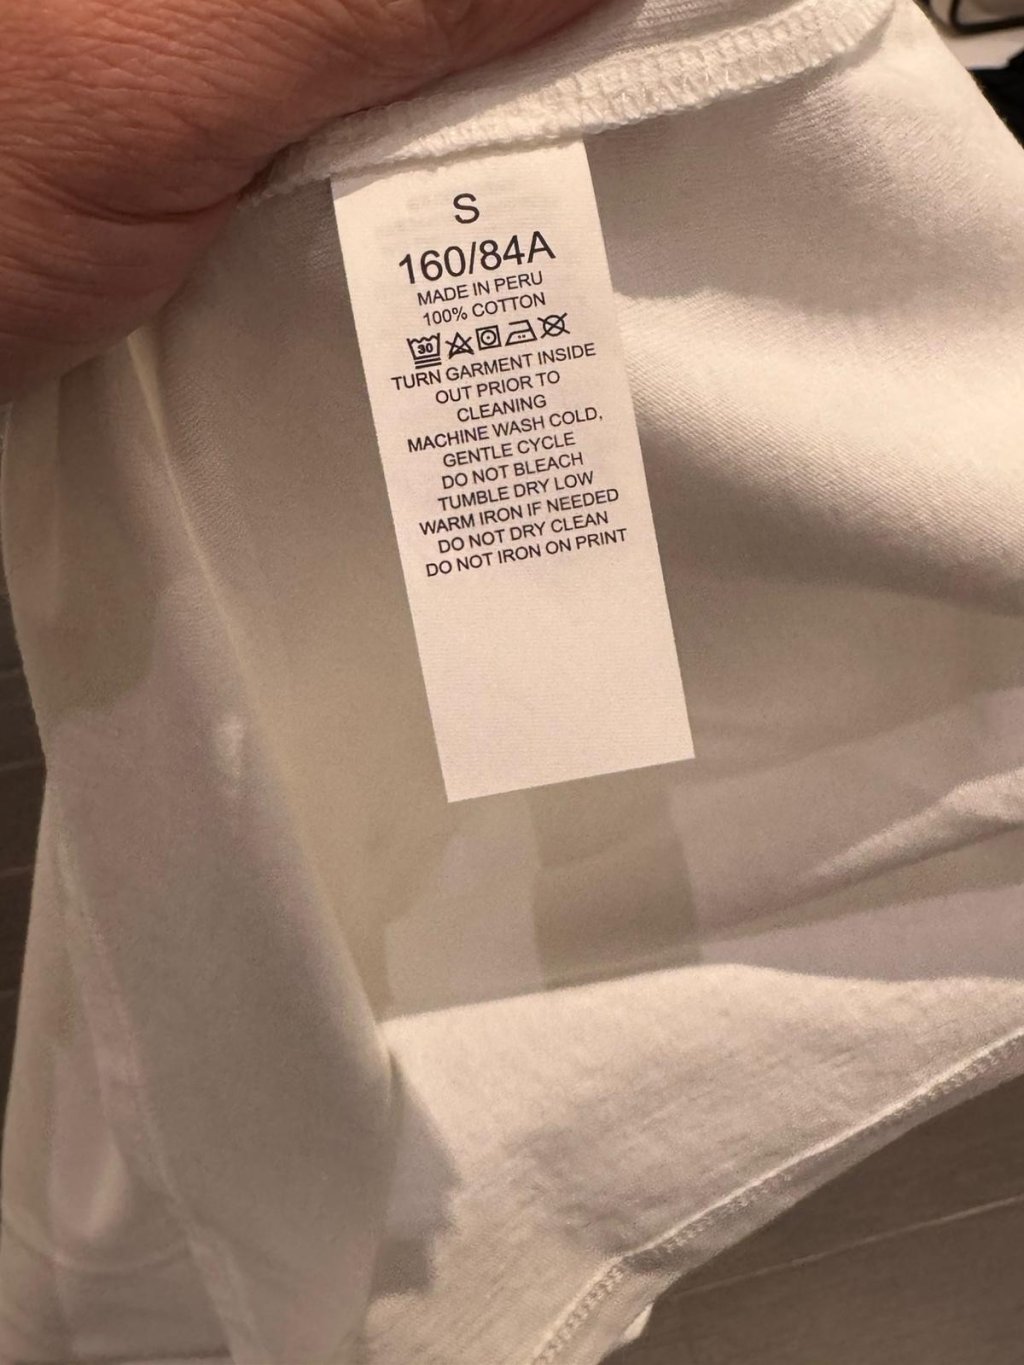 S
160/84A
MADE IN PERU
100% COTTON
30
TURN GARMENT INSIDE
OUT PRIOR TO
CLEANING
MACHINE WASH COLD,
GENTLE CYCLE
DO NOT BLEACH
TUMBLE DRY LOW
WARM IRON IF NEEDED
DO NOT DRY CLEAN
DO NOT IRON ON PRINT